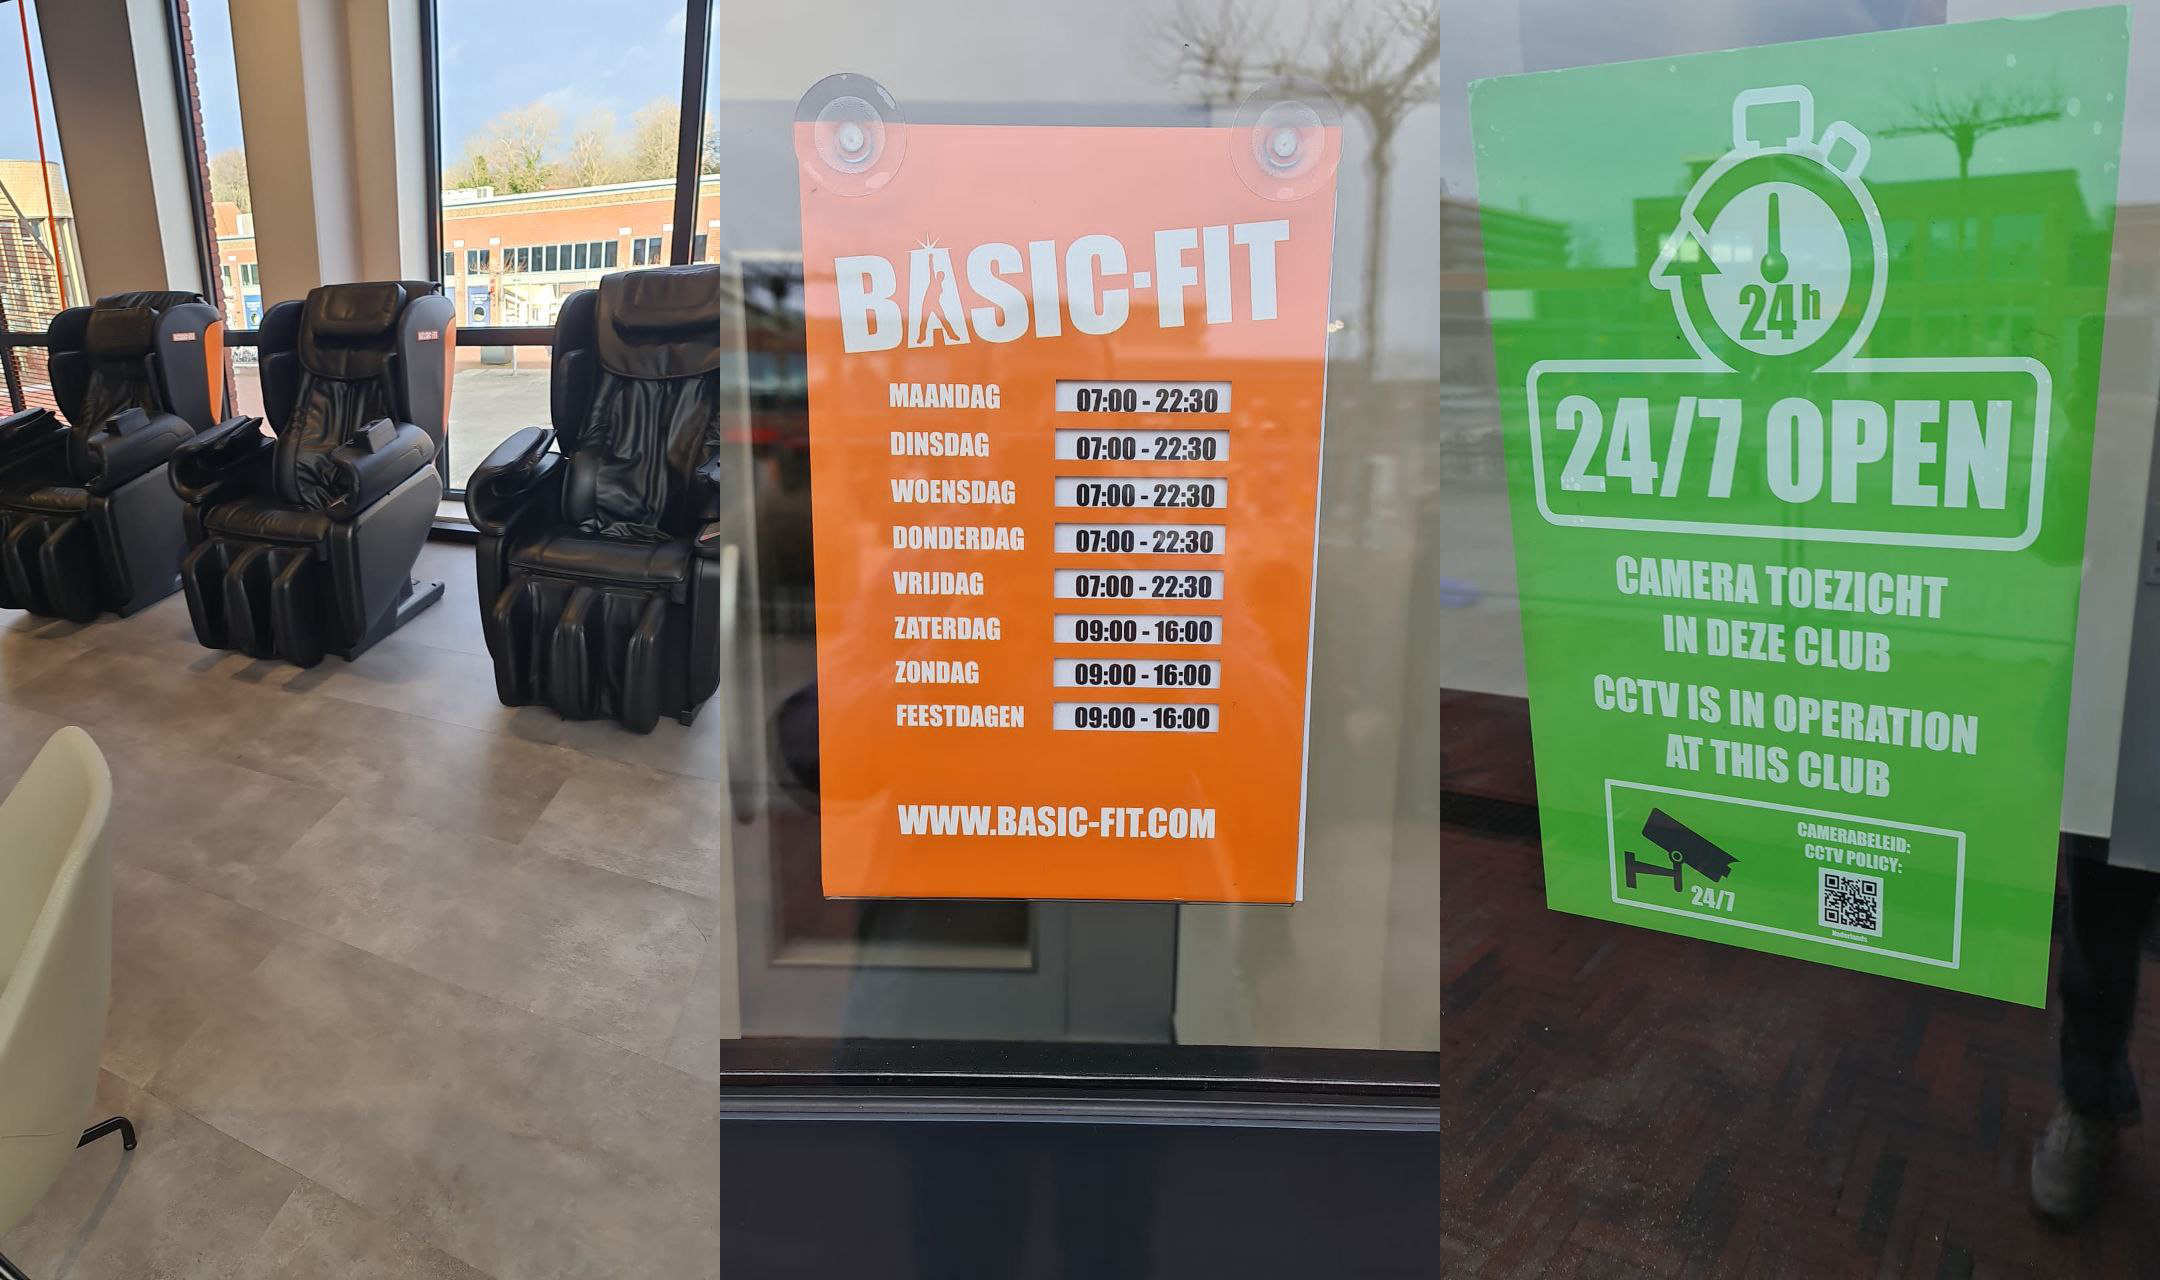 BASIC-FIT
MAANDAG 07:00 - 22:30
DINSDAG 07:00 - 22:30
WOENSDAG 07:00 - 22:30
DONDERDAG 07:00 - 22:30
VRIJDAG 07:00 - 22:30
ZATERDAG 09:00 - 16:00
ZONDAG 09:00 - 16:00
FEESTDAGEN 09:00 - 16:00
WWW.BASIC-FIT.COM
24h
24/7 OPEN
CAMERA TOEZICHT
IN DEZE CLUB
CCTV IS IN OPERATION
AT THIS CLUB
CAMERABELEID:
CCTV POLICY:
24/7
Nederlands